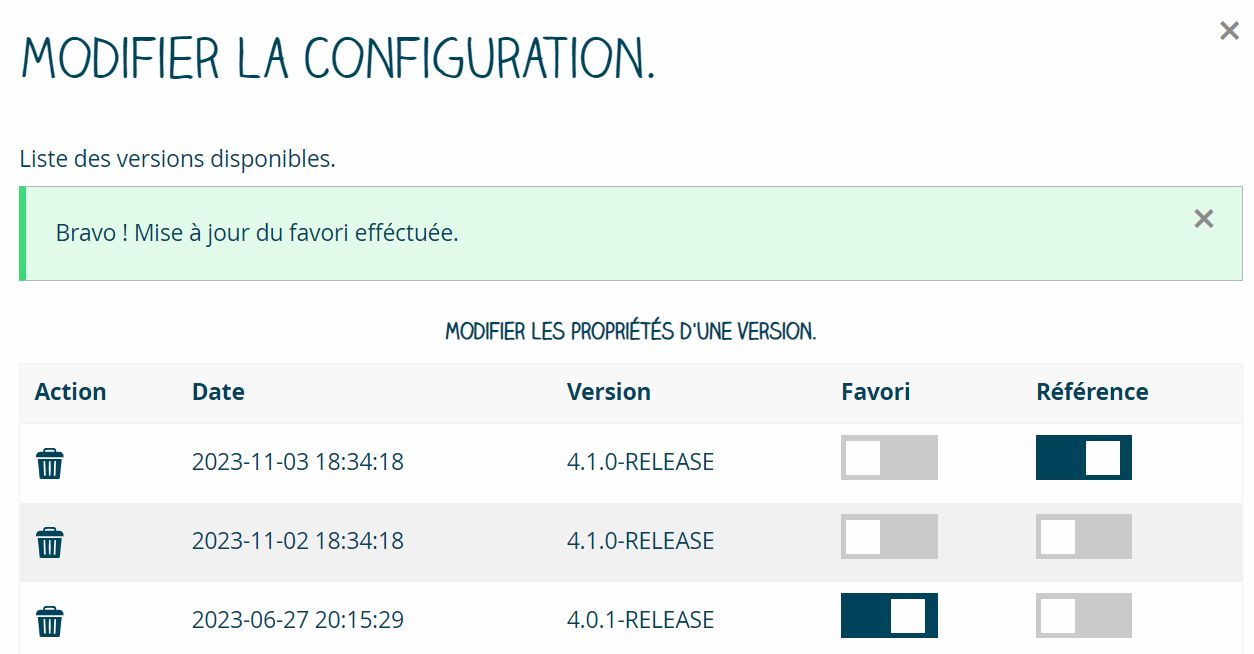 MODIFIER LA CONFIGURATION.
Liste des versions disponibles.
Bravo ! Mise à jour du favori efféctuée.
MODIFIER LES PROPRIÉTÉS D'UNE VERSION.
Action Date Version Favori Référence
2023-11-03 18:34:18 4.1.0-RELEASE
2023-11-02 18:34:18 4.1.0-RELEASE
2023-06-27 20:15:29 4.0.1-RELEASE